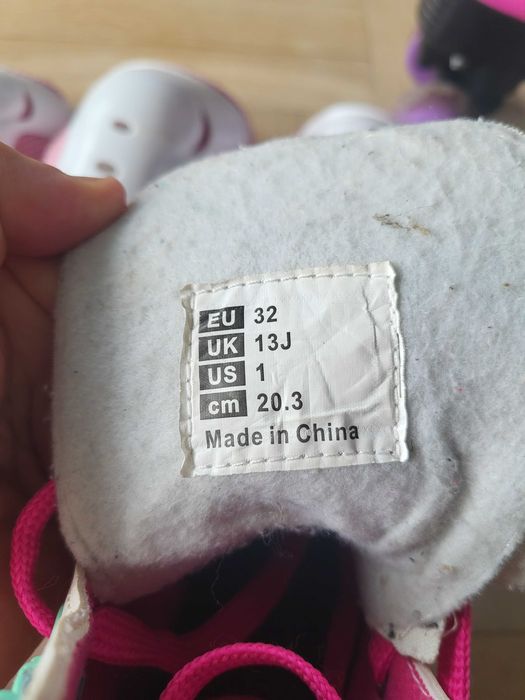 EU 32
UK 13J
US 1
cm 20.3
Made in China